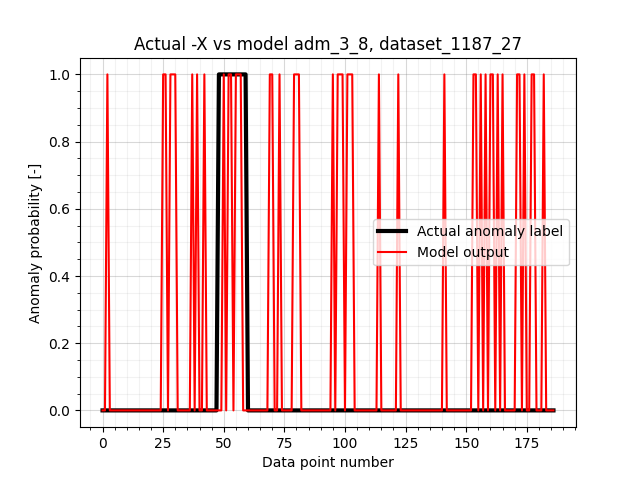 Actual -X vs model adm_3_8, dataset_1187_27
Anomaly probability [-]
1.0
0.8
0.6
0.4
0.2
0.0
Actual anomaly label
Model output
0 25 50 75 100 125 150 175
Data point number